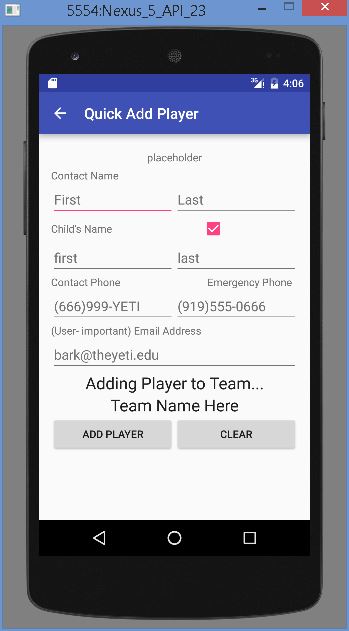 5554:Nexus_5_API_23
3G 4:06
Quick Add Player
placeholder
Contact Name
First Last
Child's Name
first last
Contact Phone Emergency Phone
(666)999-YETI (919)555-0666
(User- important) Email Address
bark@theyeti.edu
Adding Player to Team...
Team Name Here
ADD PLAYER CLEAR